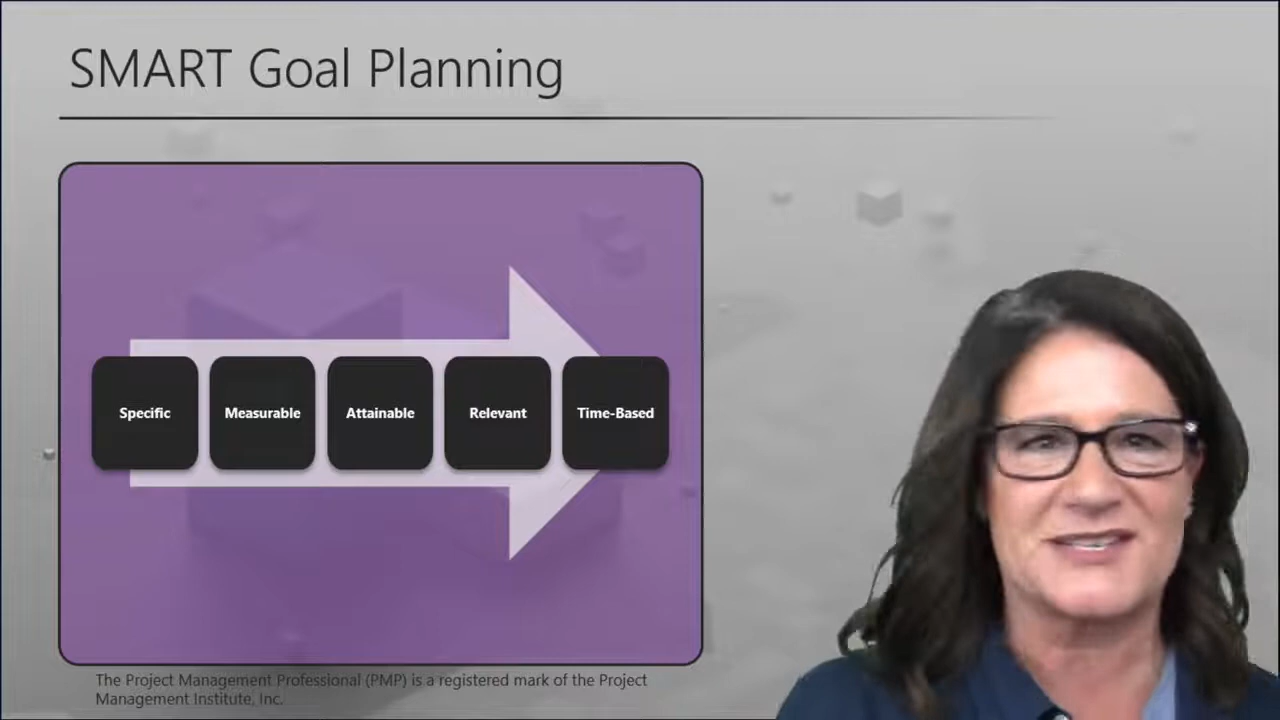 SMART Goal Planning
Specific
Measurable
Attainable
Relevant
Time-Based
The Project Management Professional (PMP) is a registered mark of the Project
Management Institute, Inc.